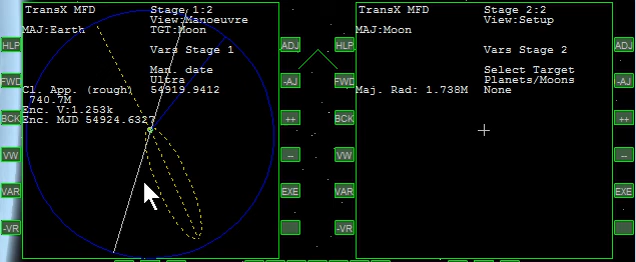 TransX MFD Stage 1:2
View:Manoeuvre
MAJ:Earth TGT:Moon
Vars Stage 1
Man. date
Ultra
Cl. App. (rough) 54919.9412
740.7M
Enc. V:1.253k
Enc. MJD 54924.6327
HLP
FWD
BCK
VW
VAR
-VR
ADJ
-AJ
++
--
EXE
TransX MFD Stage 2:2
View:Setup
MAJ:Moon
Vars Stage 2
Select Target
Planets/Moons
Maj. Rad: 1.738M None
HLP
FWD
BCK
VW
VAR
-VR
ADJ
-AJ
++
--
EXE